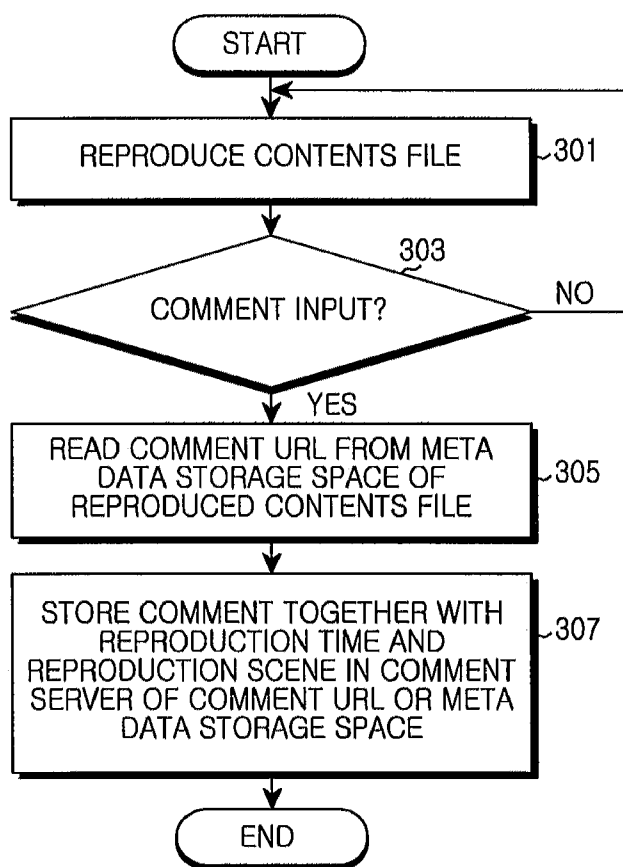 START
REPRODUCE CONTENTS FILE
301
303
COMMENT INPUT?
NO
YES
READ COMMENT URL FROM META
DATA STORAGE SPACE OF
REPRODUCED CONTENTS FILE
305
STORE COMMENT TOGETHER WITH
REPRODUCTION TIME AND
REPRODUCTION SCENE IN COMMENT
SERVER OF COMMENT URL OR META
DATA STORAGE SPACE
307
END